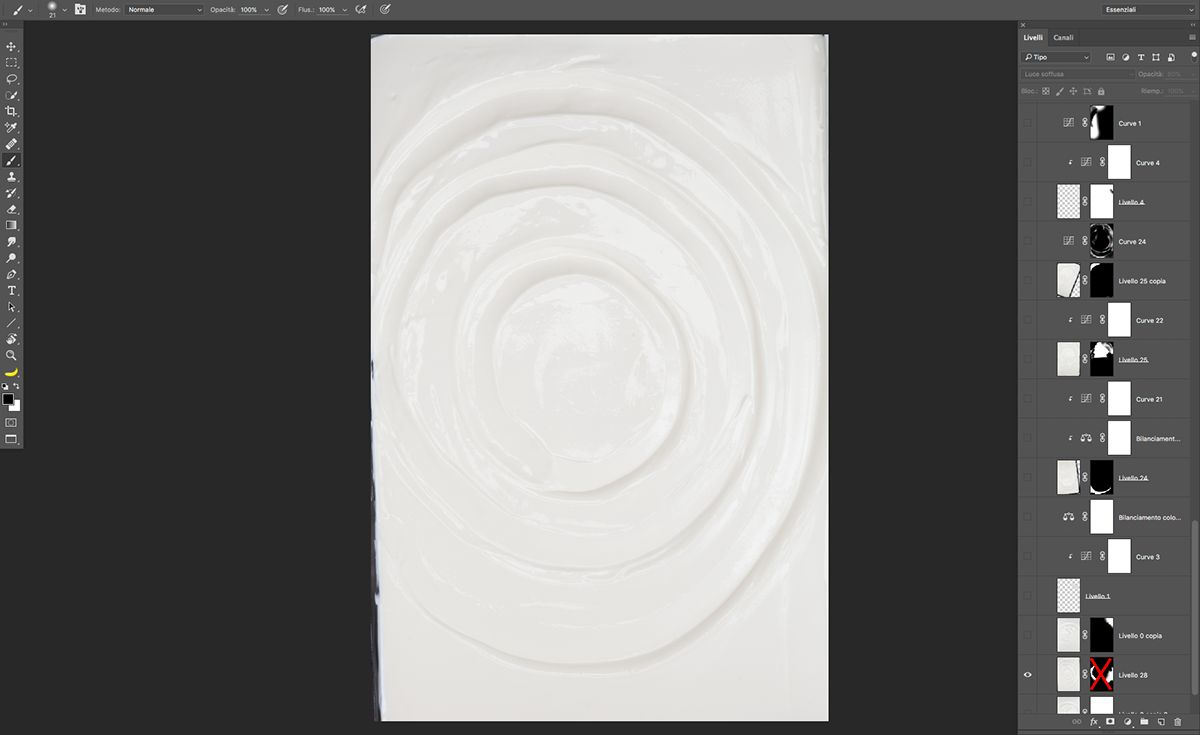 21
Metodo: Normale
Opacità: 100%
Flus.: 100%
Essenziali
Livelli
Canali
Tipo
Luce soffusa
Opacità:
Bloc.:
Riemp.: 100%
Curve 1
Curve 4
Livello 4
Curve 24
Livello 25 copia
Curve 22
Livello 25
Curve 21
Bilanciament...
Livello 24
Bilanciamento colo...
Curve 3
Livello 1
Livello 0 copia
Livello 28
fx